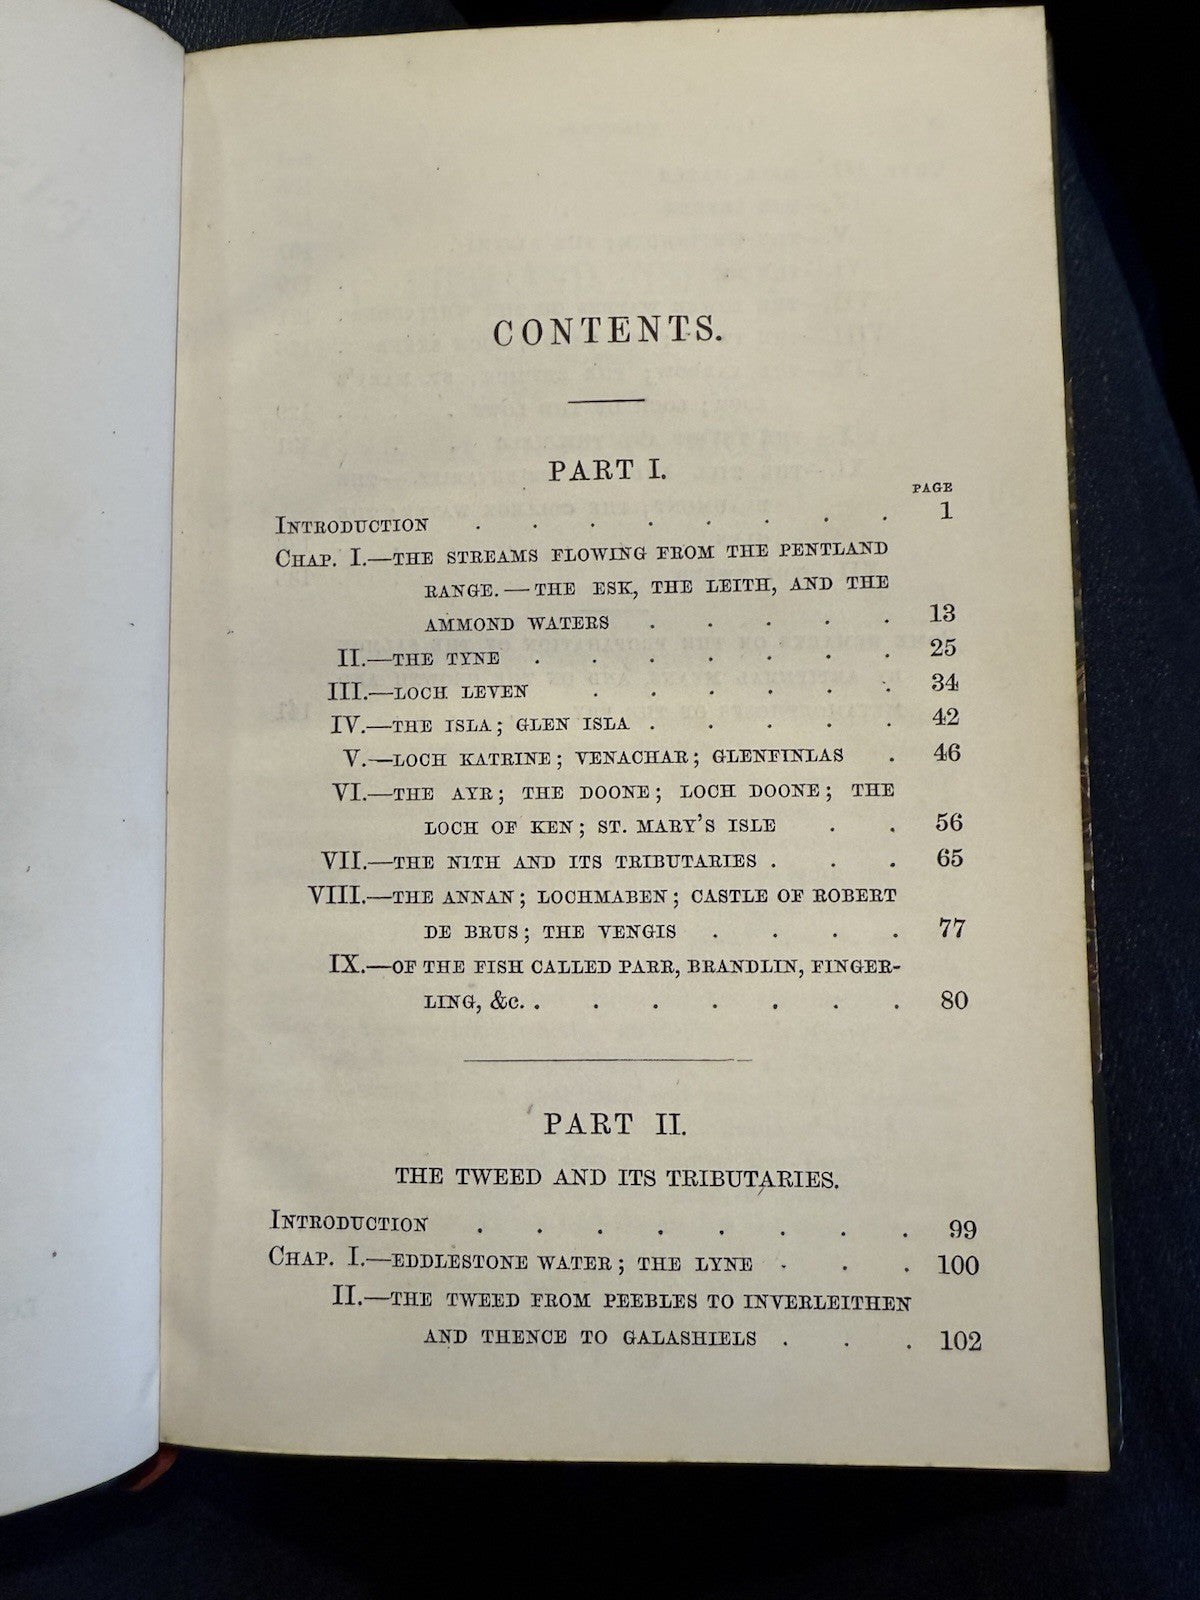 CONTENTS.
PART I.
PAGE
INTRODUCTION . . . . . . . . 1
CHAP. I.—THE STREAMS FLOWING FROM THE PENTLAND
RANGE.—THE ESK, THE LEITH, AND THE
AMMOND WATERS . . . . . 13
II.—THE TYNE . . . . . . . 25
III.—LOCH LEVEN . . . . . . 34
IV.—THE ISLA; GLEN ISLA . . . . . 42
V.—LOCH KATRINE; VENACHAR; GLENFINLAS . 46
VI.—THE AYR; THE DOONE; LOCH DOONE; THE
LOCH OF KEN; ST. MARY'S ISLE . . 56
VII.—THE NITH AND ITS TRIBUTARIES . . . 65
VIII.—THE ANNAN; LOCHMABEN; CASTLE OF ROBERT
DE BRUS; THE VENGIS . . . . 77
IX.—OF THE FISH CALLED PARR, BRANDLIN, FINGER-
LING, &c. . . . . . . . 80
PART II.
THE TWEED AND ITS TRIBUTARIES.
INTRODUCTION . . . . . . . . 99
CHAP. I.—EDDLESTONE WATER; THE LYNE . . . 100
II.—THE TWEED FROM PEEBLES TO INVERLEITHEN
AND THENCE TO GALASHIELS . . . 102